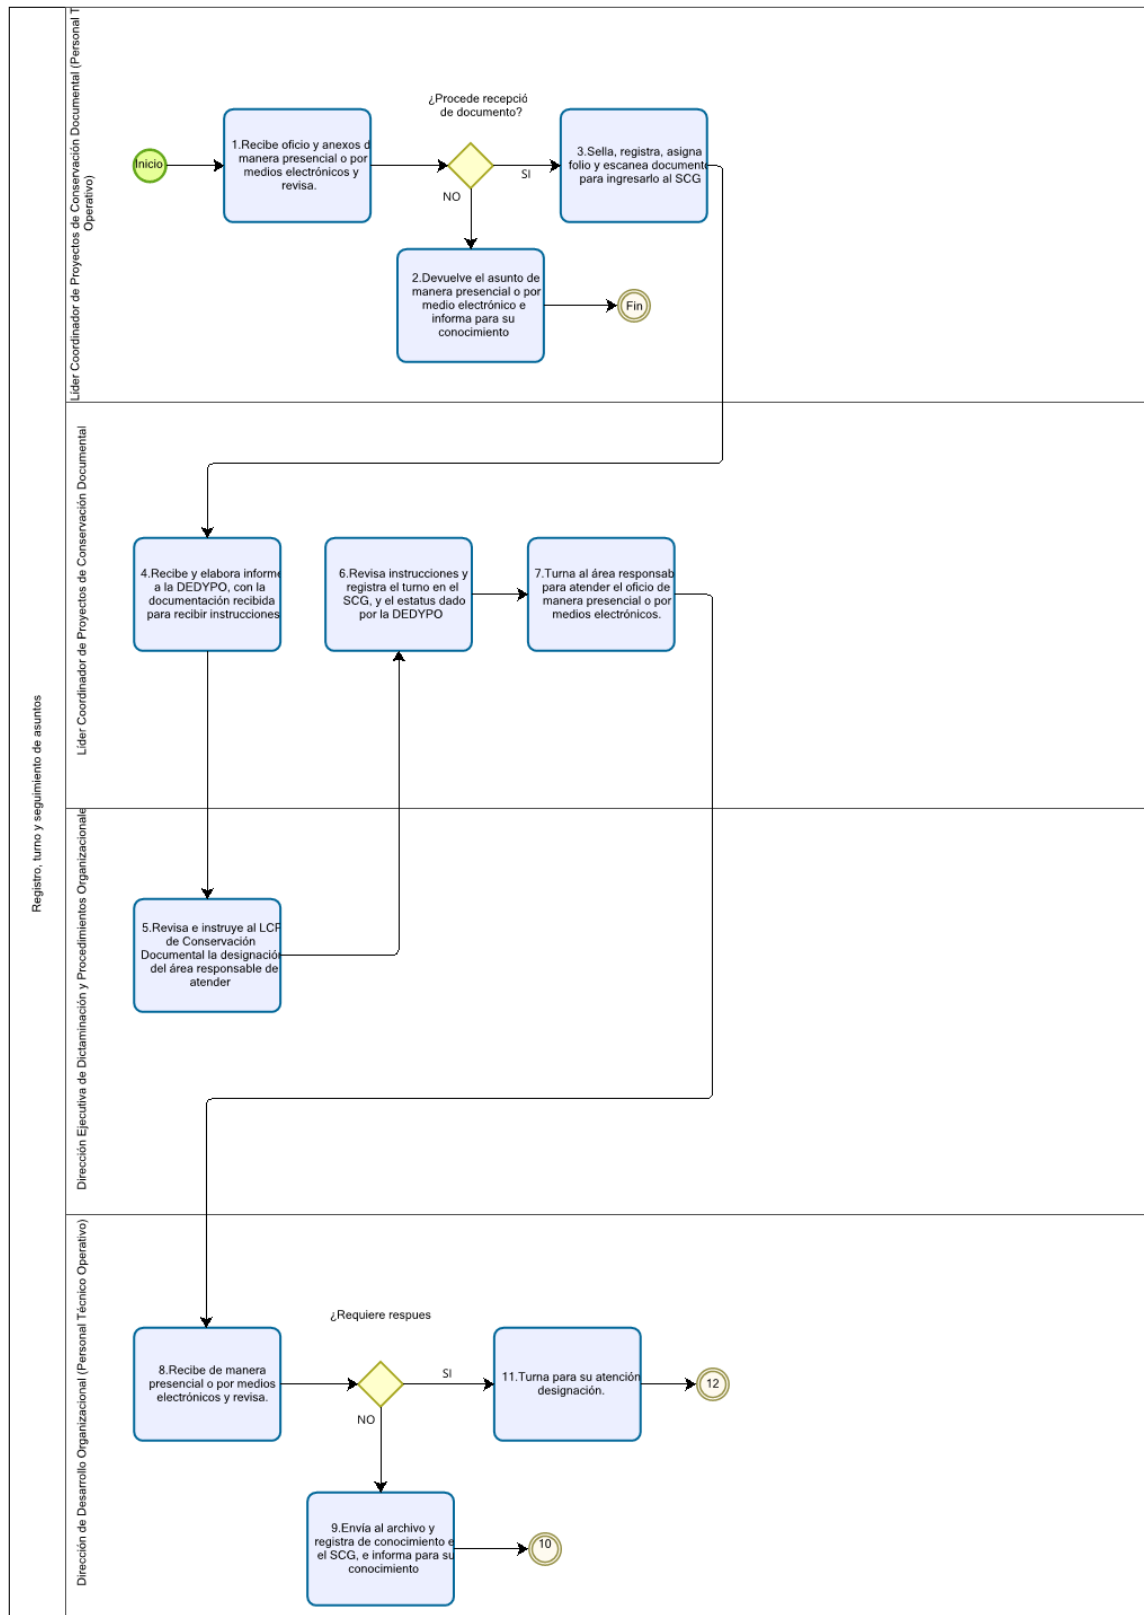 Registro, turno y seguimiento de asuntos
Líder Coordinador de Proyectos de Conservación Documental (Personal T
Operativo)
Inicio
1.Recibe oficio y anexos d
manera presencial o por
medios electrónicos y
revisa.
¿Procede recepció
de documento?
SI
NO
3.Sella, registra, asigna
folio y escanea document
para ingresarlo al SCG
2.Devuelve el asunto de
manera presencial o por
medio electrónico e
informa para su
conocimiento
Fin
Líder Coordinador de Proyectos de Conservación Documental
4.Recibe y elabora informe
a la DEDYPO, con la
documentación recibida
para recibir instrucciones
6.Revisa instrucciones y
registra el turno en el
SCG, y el estatus dado
por la DEDYPO
7.Turna al área responsab
para atender el oficio de
manera presencial o por
medios electrónicos.
Dirección Ejecutiva de Dictaminación y Procedimientos Organizacionale
5.Revisa e instruye al LCP
de Conservación
Documental la designación
del área responsable de
atender
Dirección de Desarrollo Organizacional (Personal Técnico Operativo)
8.Recibe de manera
presencial o por medios
electrónicos y revisa.
¿Requiere respues
SI
NO
11.Turna para su atención
designación.
12
9.Envía al archivo y
registra de conocimiento e
el SCG, e informa para su
conocimiento
10